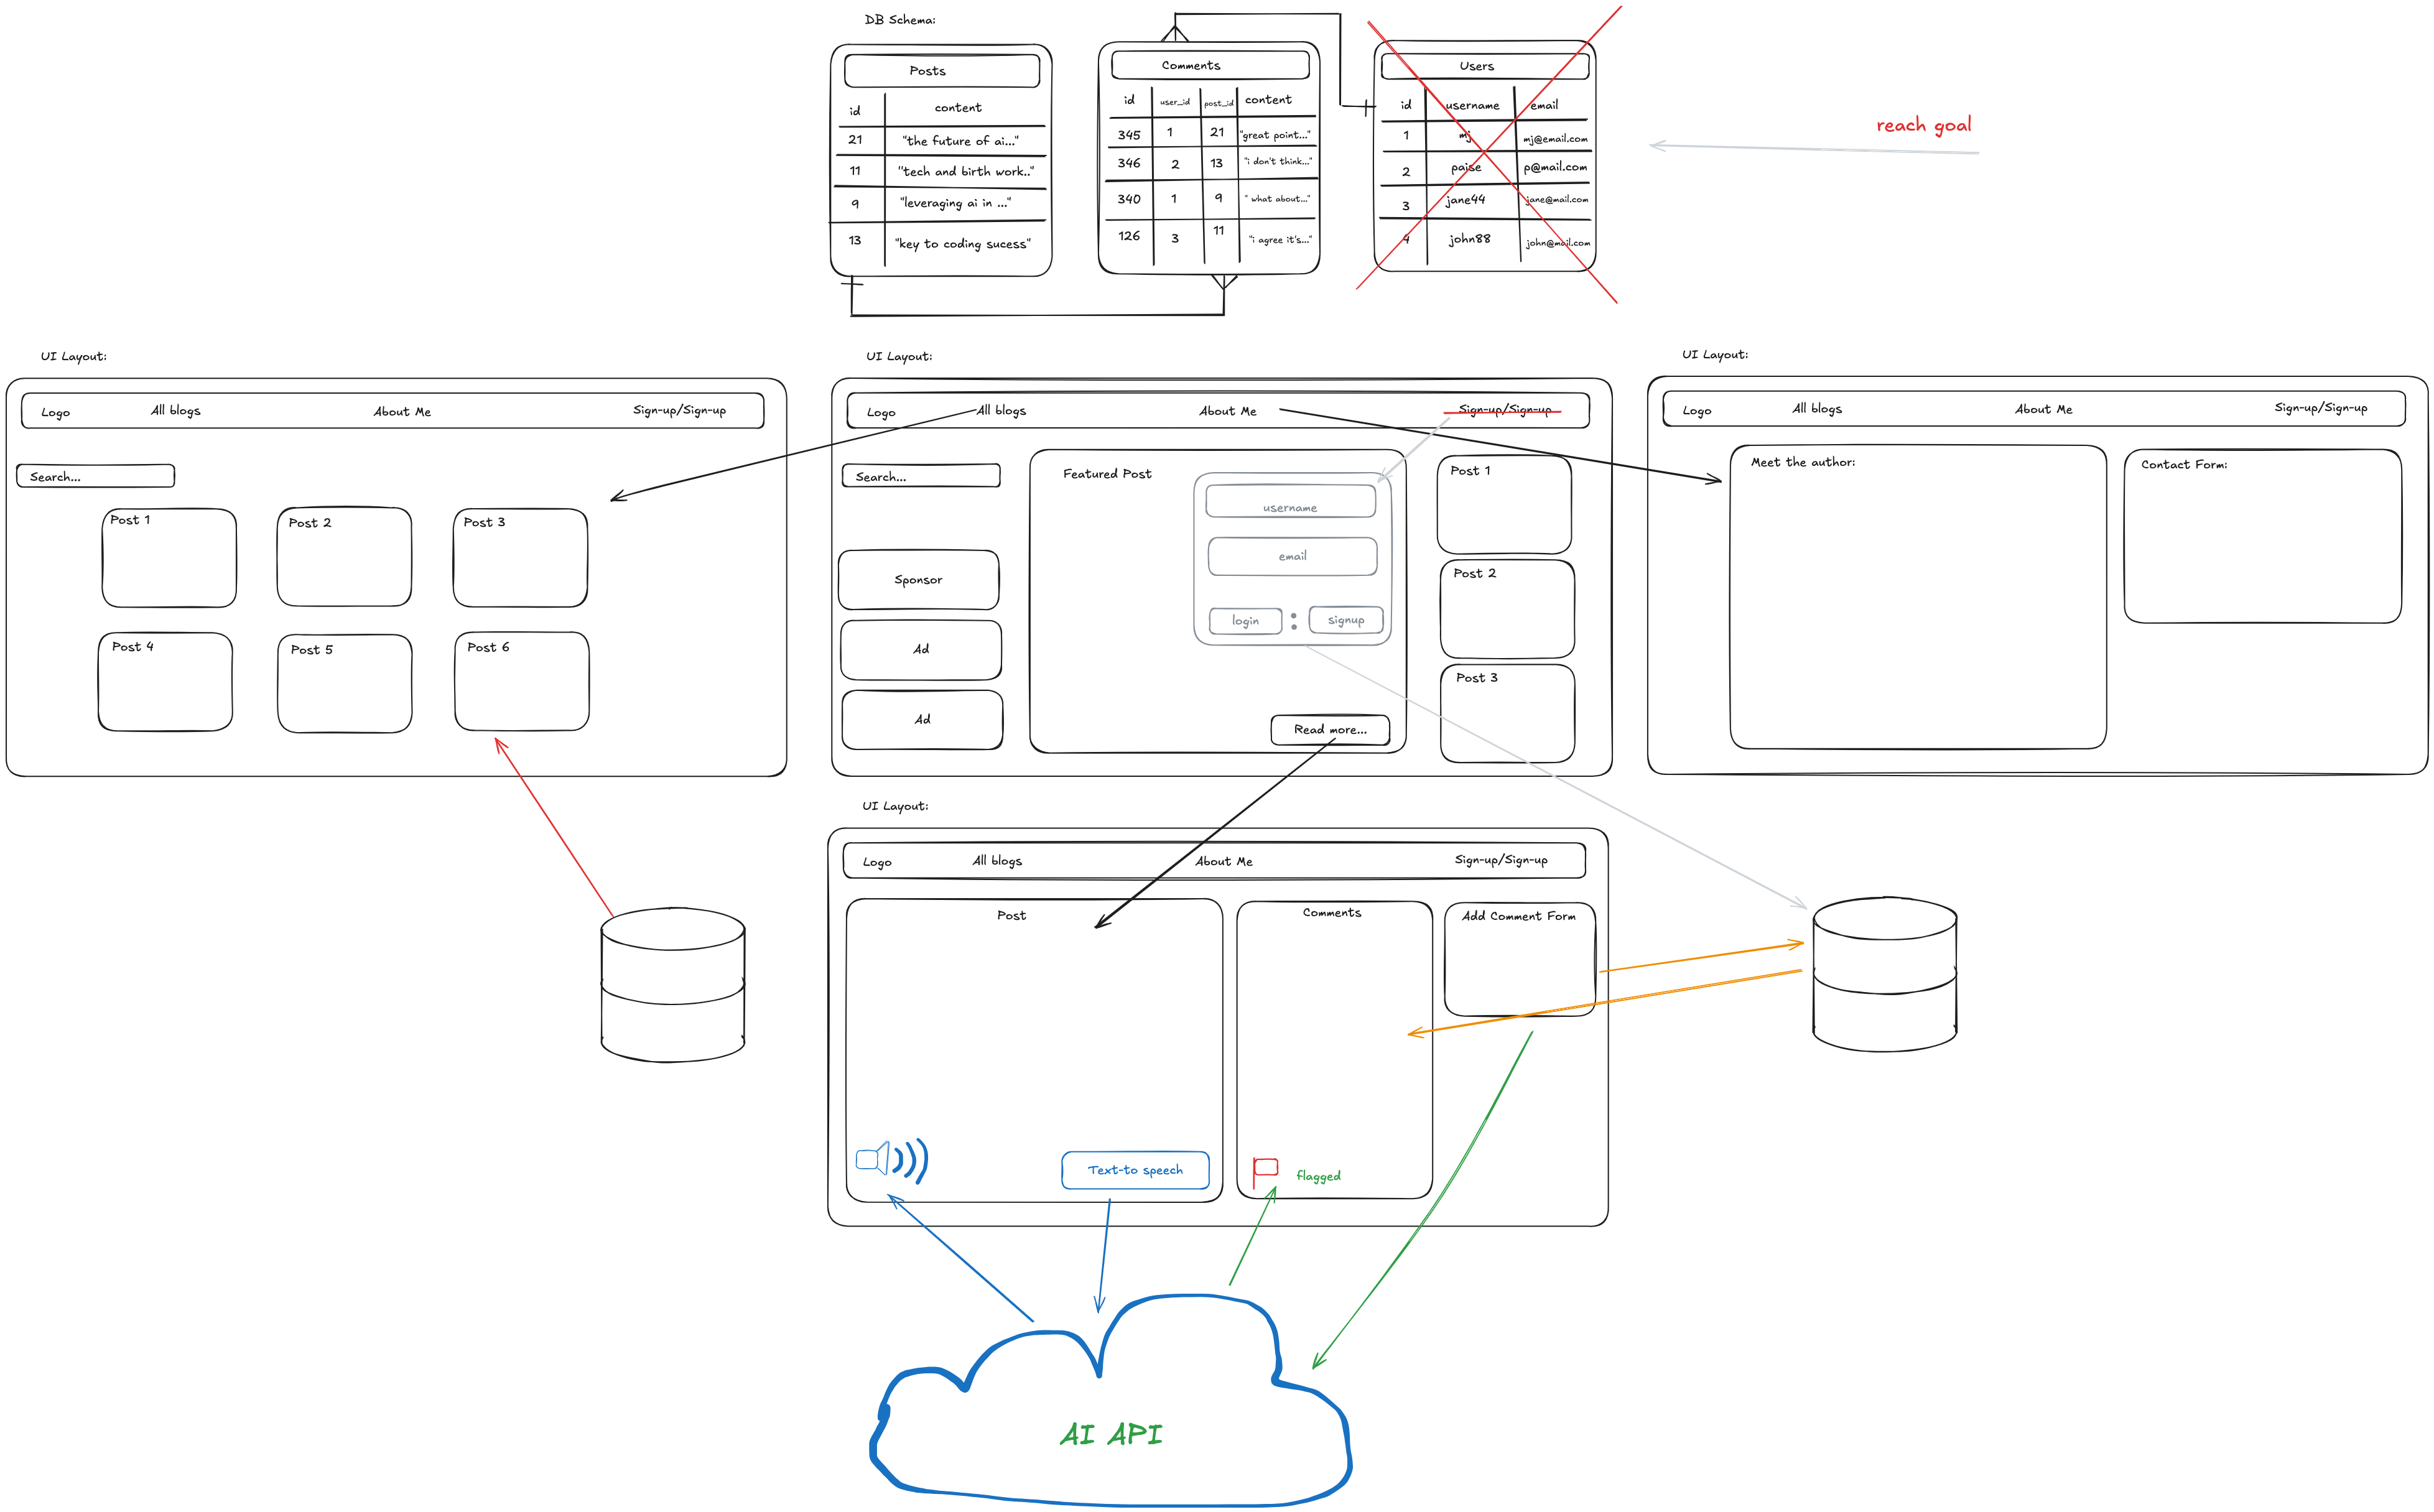 DB Schema:
Posts
id content
21 "the future of ai..."
11 "tech and birth work.."
9 "leveraging ai in ..."
13 "key to coding sucess"
Comments
id user_id post_id content
345 1 21 "great point..."
346 2 13 "i don't think..."
340 1 9 " what about..."
126 3 11 "i agree it's..."
Users
id username email
1 mj mj@email.com
2 paise p@mail.com
3 jane44 jane@mail.com
4 john88 john@mail.com
reach goal
UI Layout:
Logo All blogs About Me Sign-up/Sign-up
Search...
Post 1 Post 2 Post 3
Post 4 Post 5 Post 6
UI Layout:
Logo All blogs About Me Sign-up/Sign-up
Search...
Sponsor
Ad
Ad
Featured Post
username
email
login : signup
Read more...
Post 1
Post 2
Post 3
UI Layout:
Logo All blogs About Me Sign-up/Sign-up
Meet the author:
Contact Form:
UI Layout:
Logo All blogs About Me Sign-up/Sign-up
Post
Comments
Add Comment Form
Text-to speech
flagged
AI API